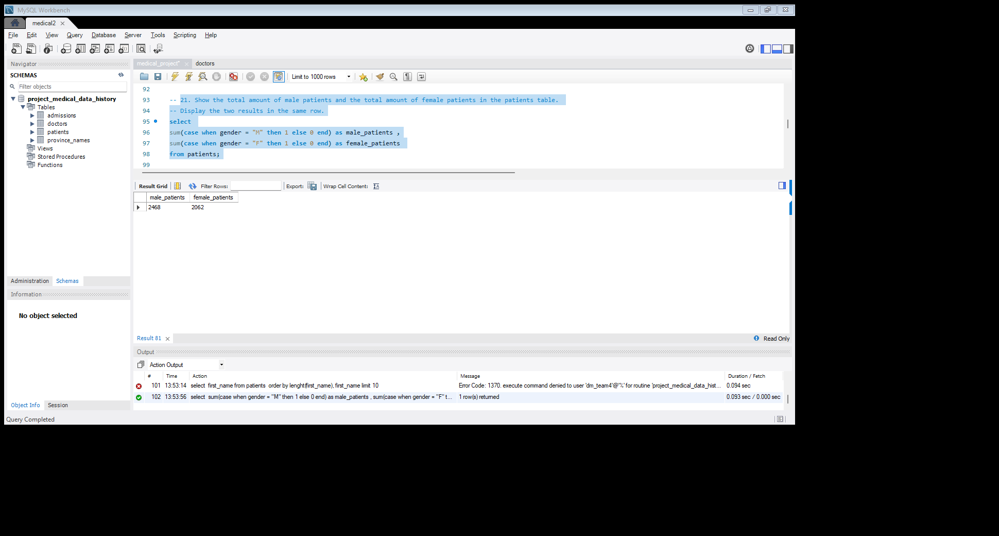 MySQL Workbench
medical2
File Edit View Query Database Server Tools Scripting Help
Navigator
SCHEMAS
Filter objects
project_medical_data_history
Tables
admissions
doctors
patients
province_names
Views
Stored Procedures
Functions
Administration Schemas
Information
No object selected
Object Info Session
medical_project* doctors
Limit to 1000 rows
92
93 -- 21. Show the total amount of male patients and the total amount of female patients in the patients table.
94 -- Display the two results in the same row.
95 select
96 sum(case when gender = "M" then 1 else 0 end) as male_patients ,
97 sum(case when gender = "F" then 1 else 0 end) as female_patients
98 from patients;
99
Result Grid Filter Rows: Export: Wrap Cell Content:
male_patients female_patients
2468 2062
Result 81 Read Only
Output
Action Output
# Time Action Message Duration / Fetch
101 13:53:14 select first_name from patients order by lenght(first_name), first_name limit 10 Error Code: 1370. execute command denied to user 'dm_team4'@'%' for routine 'project_medical_data_hist... 0.094 sec
102 13:53:56 select sum(case when gender = "M" then 1 else 0 end) as male_patients , sum(case when gender = "F" t... 1 row(s) returned 0.093 sec / 0.000 sec
Query Completed